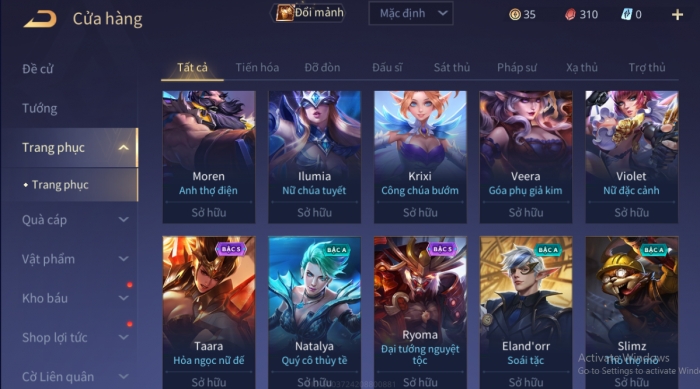 Cửa hàng
Đổi mảnh
Mặc định
35
310
0
Đề cử
Tướng
Trang phục
Trang phục
Quà cáp
Vật phẩm
Kho báu
Shop lợi tức
Cờ Liên quân
Tất cả
Tiến hóa
Đỡ đòn
Đấu sĩ
Sát thủ
Pháp sư
Xạ thủ
Trợ thủ
Moren
Anh thợ điện
Sở hữu
Ilumia
Nữ chúa tuyết
Sở hữu
Krixi
Công chúa bướm
Sở hữu
Veera
Góa phụ giả kim
Sở hữu
Violet
Nữ đặc cảnh
Sở hữu
BẬC S
Taara
Hỏa ngọc nữ đế
Sở hữu
BẬC A
Natalya
Quý cô thủy tề
BẬC S
Ryoma
Đại tướng nguyệt
tộc
Sở hữu
BẬC A
Eland'orr
Soái tặc
Sở hữu
BẬC A
Slimz
Thỏ thợ mỏ
Sở hữu
Activate Windows
Go to Settings to activate Wind